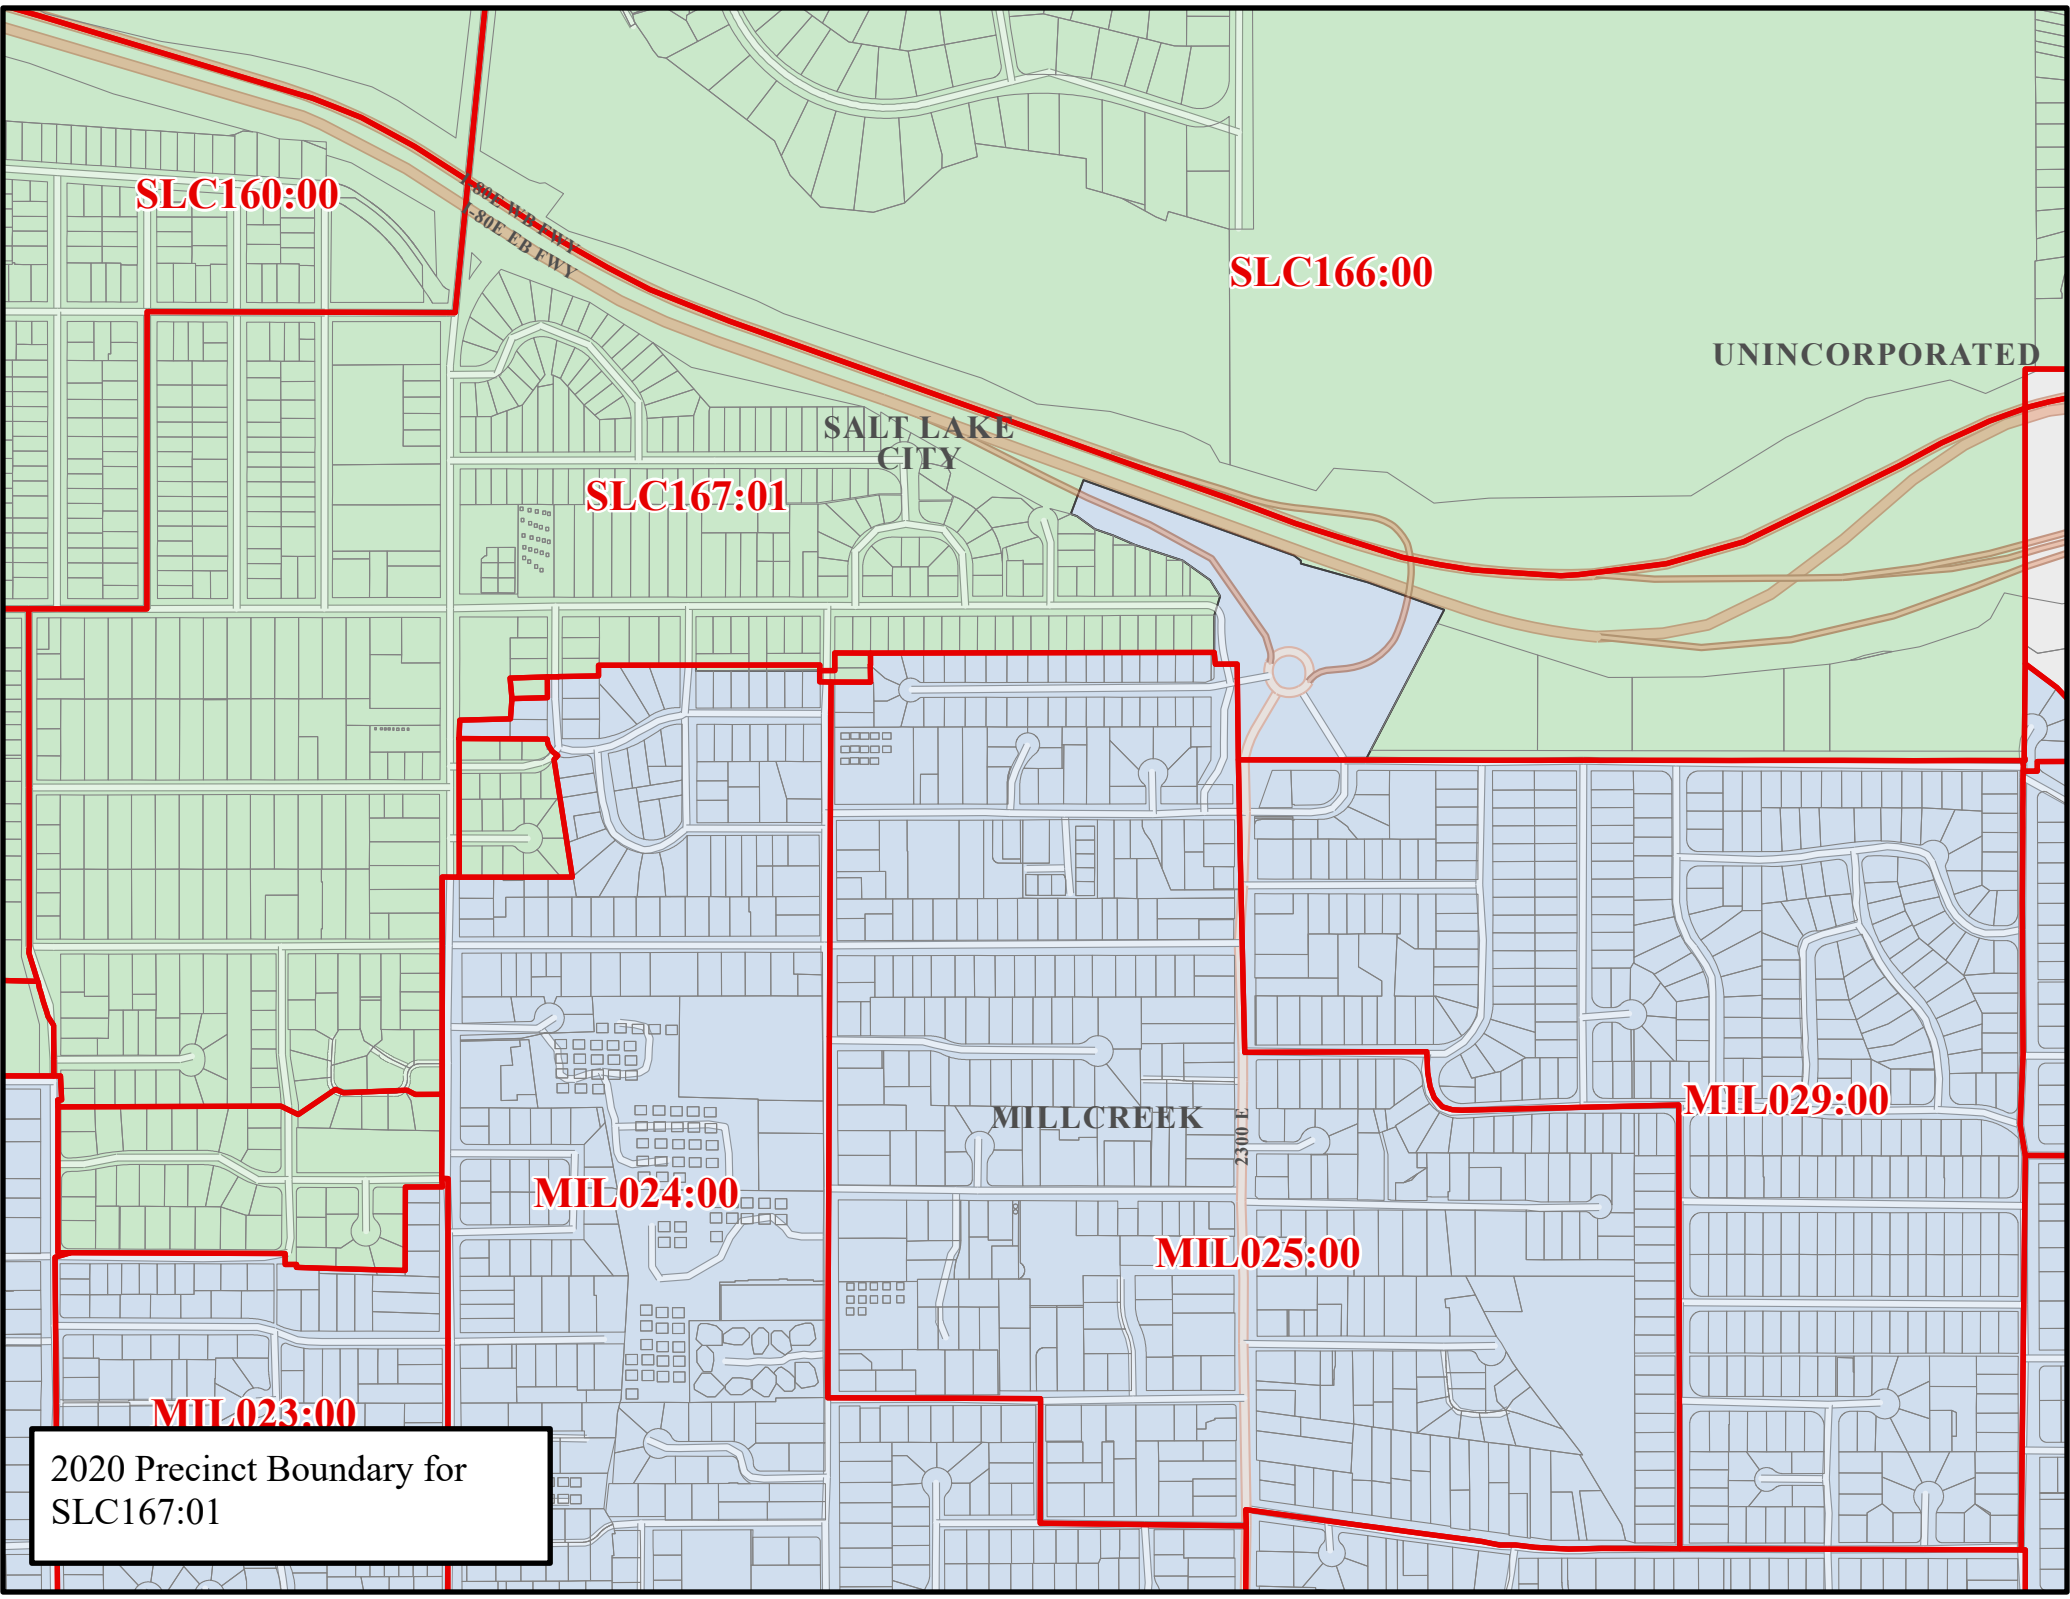 SLC160:00
I-80E WB FWY
I-80E EB FWY
SLC166:00
UNINCORPORATED
SALT LAKE
CITY
SLC167:01
MILLCREEK
2300 E
MIL029:00
MIL024:00
MIL025:00
MIL023:00
2020 Precinct Boundary for
SLC167:01